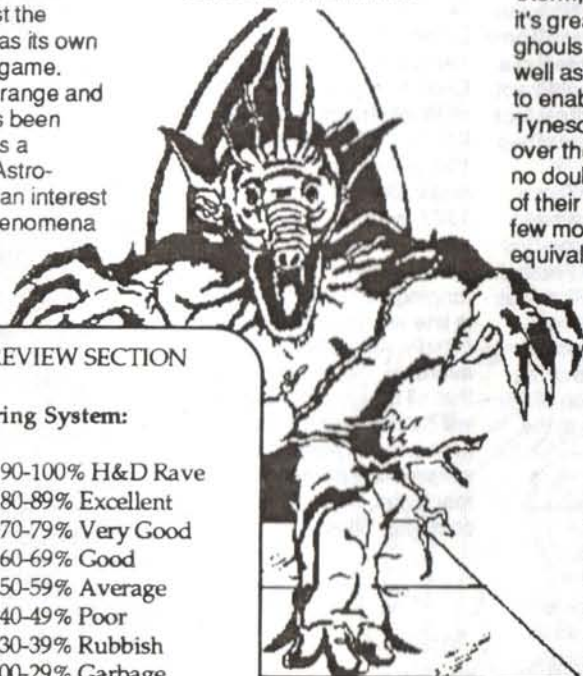 st the
as its own
game.
range and
s been
s a
Astro-
an interest
enomena
it's grea
ghouls
well as
to enab
Tynesc
over the
no doub
of their
few mo
equival
EVIEW SECTION
ring System:
90-100% H&D Rave
80-89% Excellent
70-79% Very Good
60-69% Good
50-59% Average
40-49% Poor
30-39% Rubbish
00-29% Garbage